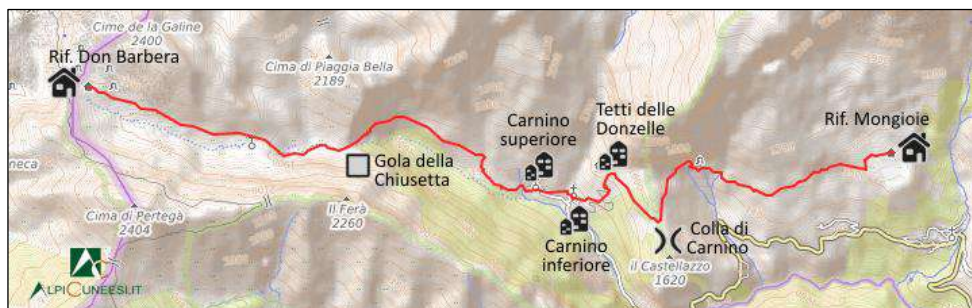 Cime de la Galine
2400
Rif. Don Barbera
Cima di Piaggia Bella
2189
Carnino
superiore
Tetti delle
Donzelle
Rif. Mongioie
Gola della
Chiusetta
Cima di Pertega
2404
Il Ferà
2260
Carnino
inferiore
Colla di
Carnino
il Castellazzo
1620
ALPICUNEESI.IT